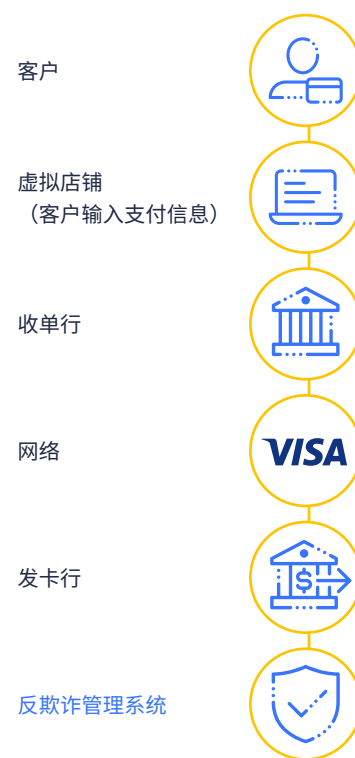 客户
虚拟店铺
（客户输入支付信息）
收单行
网络
VISA
发卡行
$
反欺诈管理系统